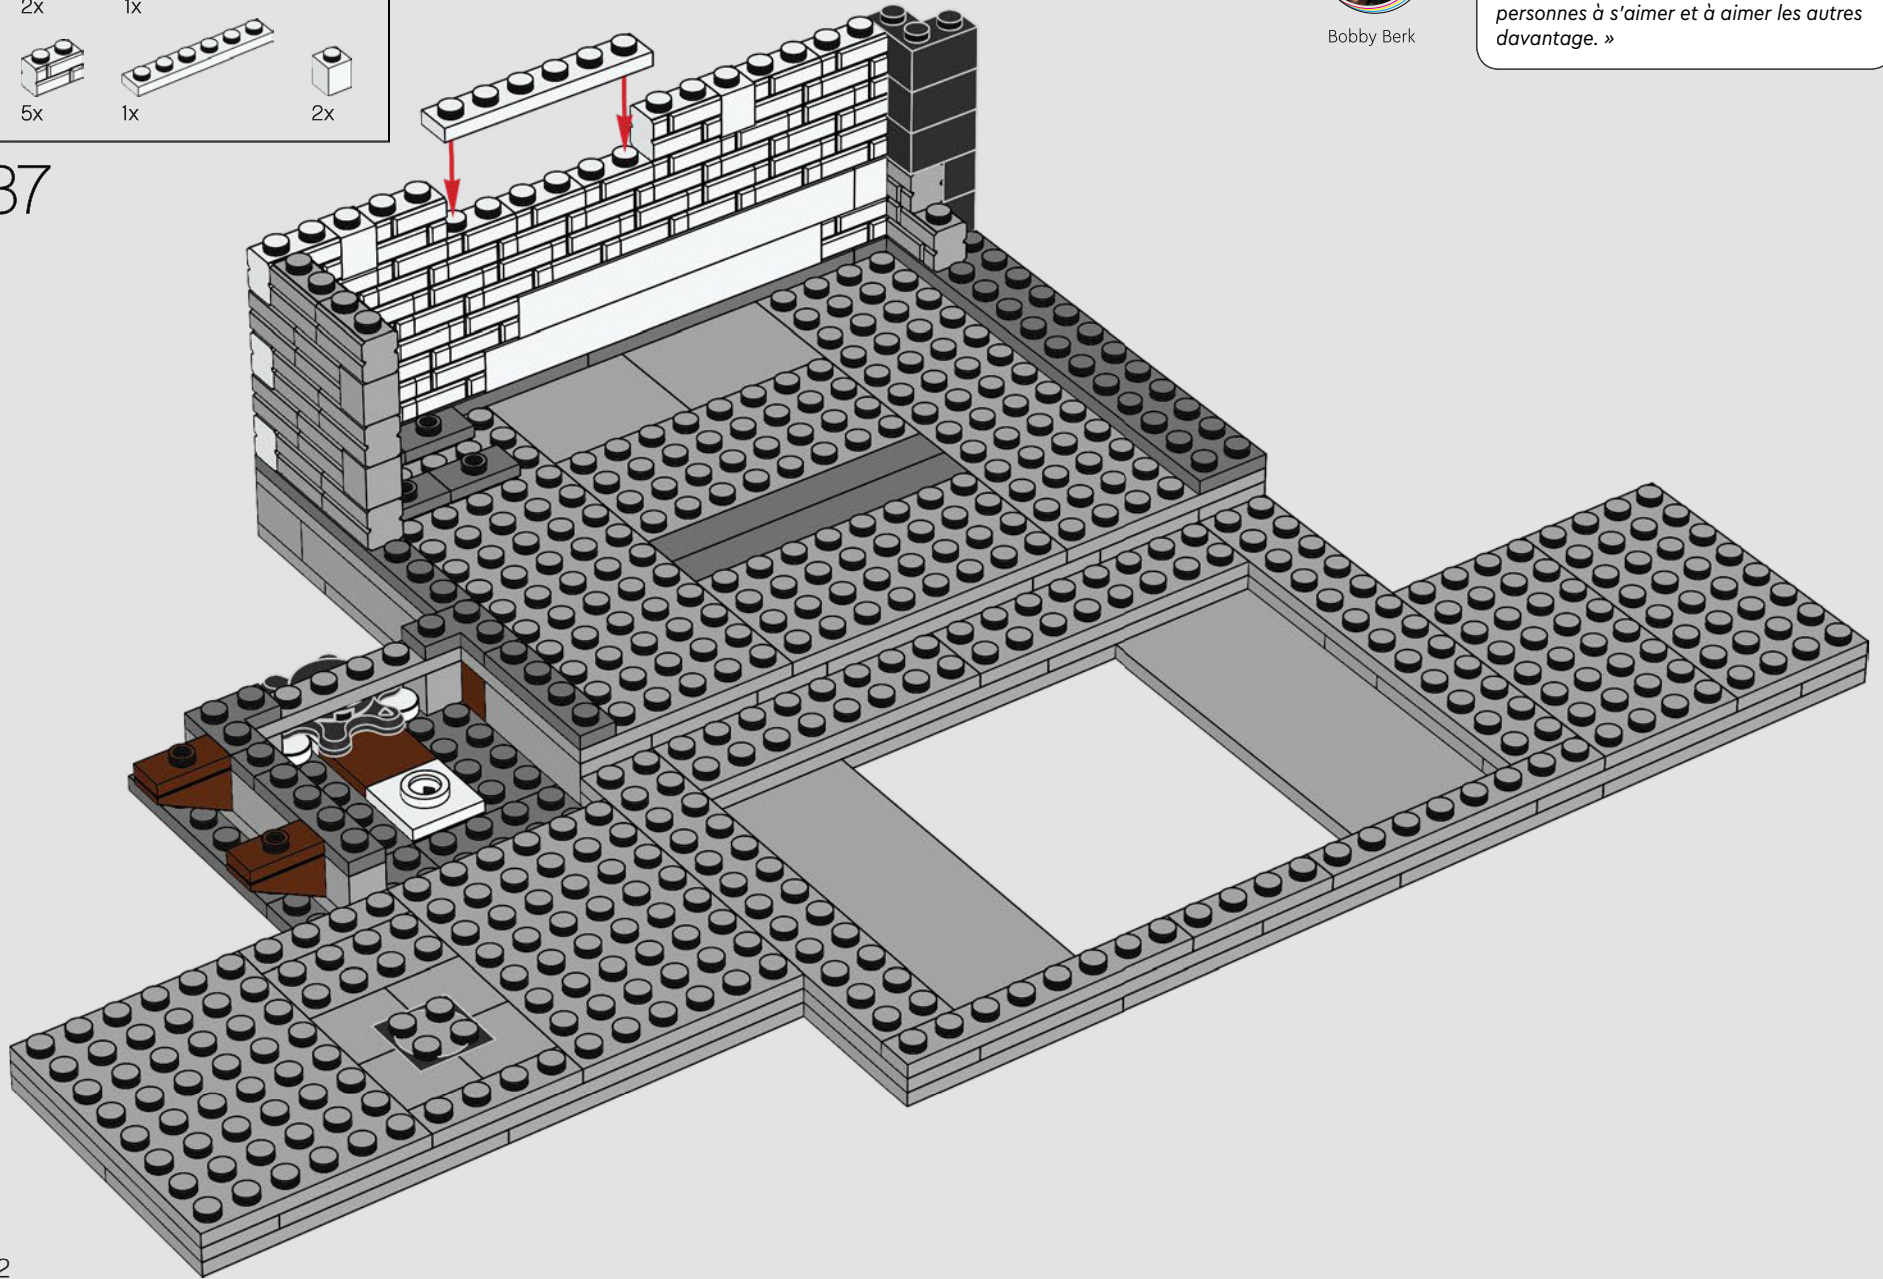 2x
1x
5x
1x
2x
37
Bobby Berk
personnes à s'aimer et à aimer les autres
davantage. »
2